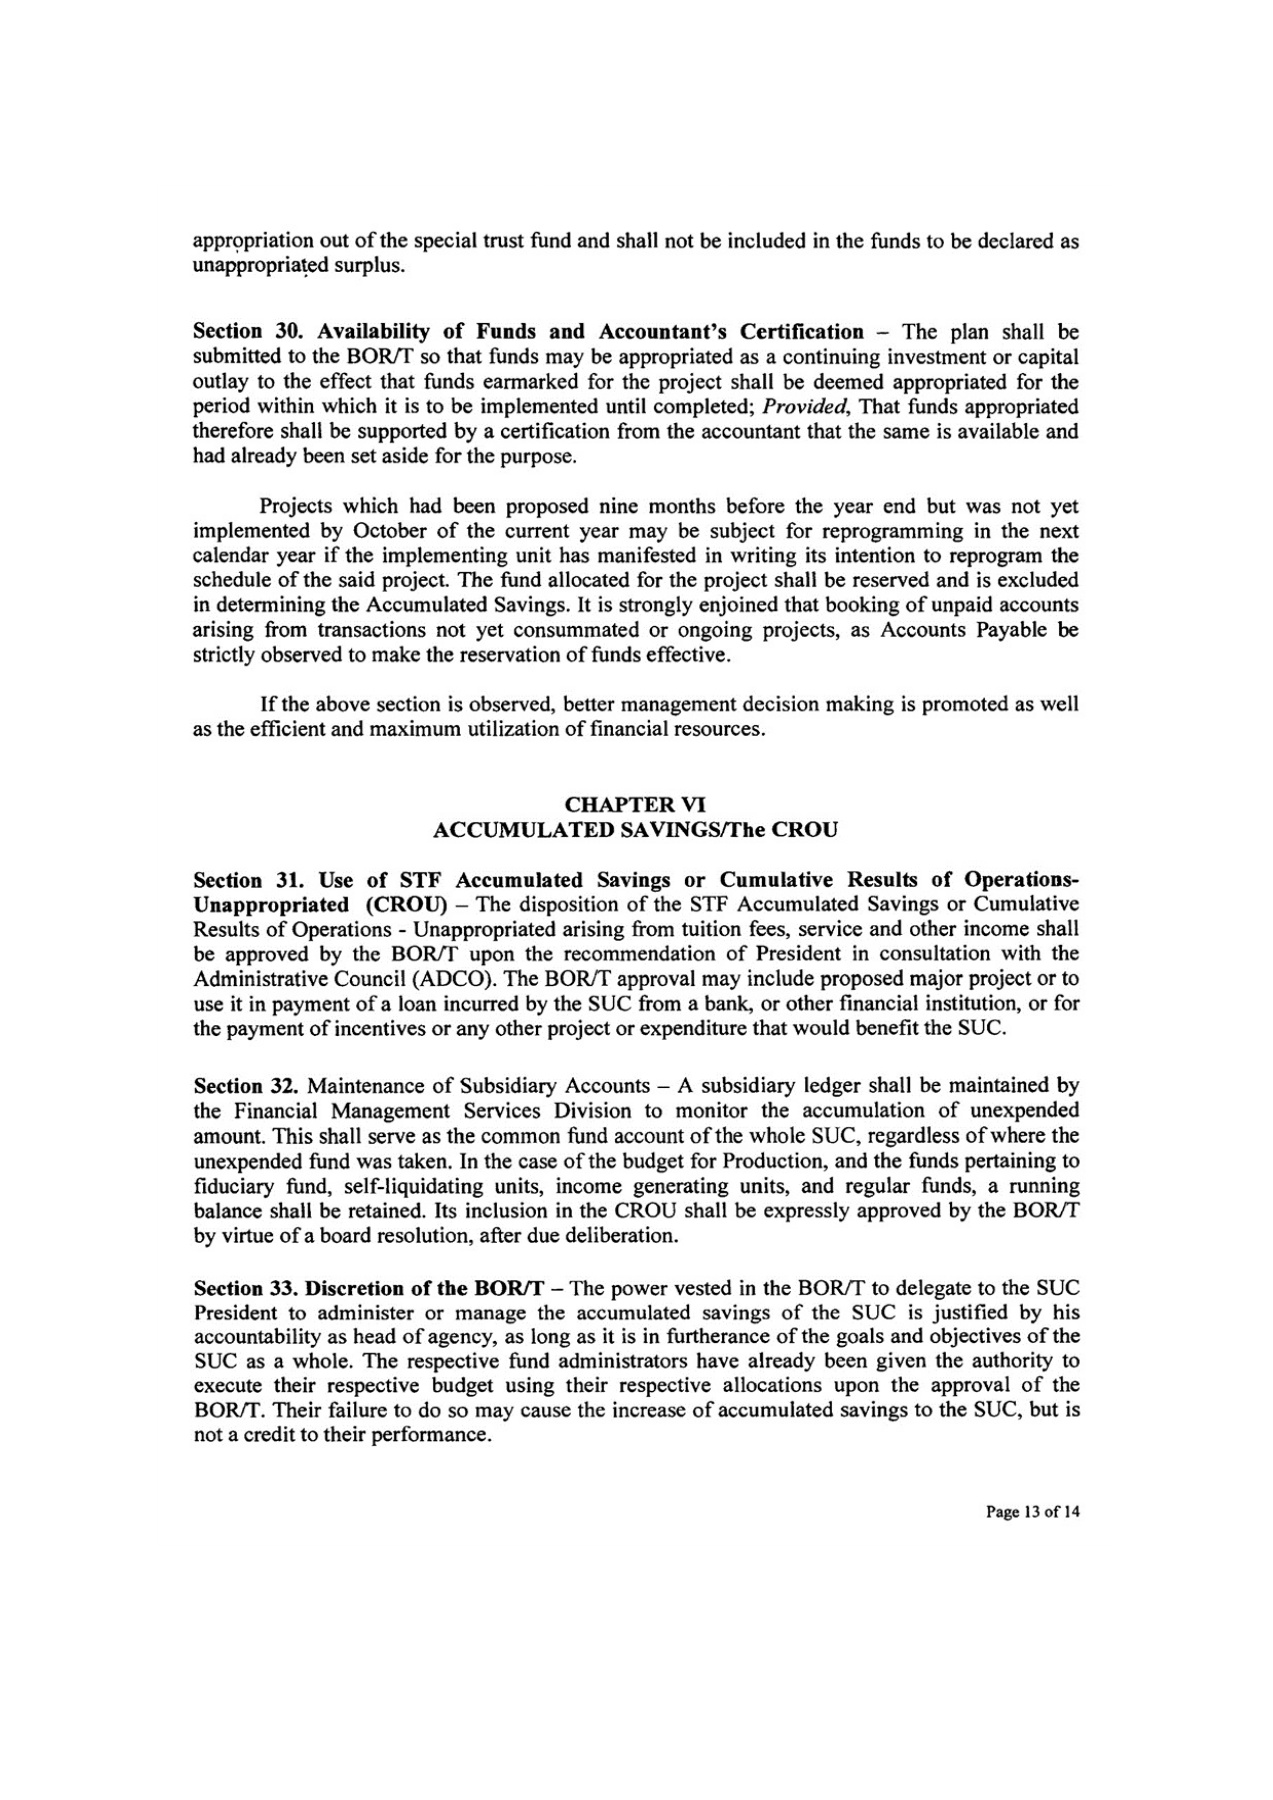 appropriation out of the special trust fund and shall not be included in the funds to be declared as
unappropriated surplus.
Section 30. Availability of Funds and Accountant's Certification – The plan shall be
submitted to the BOR/T so that funds may be appropriated as a continuing investment or capital
outlay to the effect that funds earmarked for the project shall be deemed appropriated for the
period within which it is to be implemented until completed; Provided, That funds appropriated
therefore shall be supported by a certification from the accountant that the same is available and
had already been set aside for the purpose.
Projects which had been proposed nine months before the year end but was not yet
implemented by October of the current year may be subject for reprogramming in the next
calendar year if the implementing unit has manifested in writing its intention to reprogram the
schedule of the said project. The fund allocated for the project shall be reserved and is excluded
in determining the Accumulated Savings. It is strongly enjoined that booking of unpaid accounts
arising from transactions not yet consummated or ongoing projects, as Accounts Payable be
strictly observed to make the reservation of funds effective.
If the above section is observed, better management decision making is promoted as well
as the efficient and maximum utilization of financial resources.
CHAPTER VI
ACCUMULATED SAVINGS/The CROU
Section 31. Use of STF Accumulated Savings or Cumulative Results of Operations-
Unappropriated (CROU) – The disposition of the STF Accumulated Savings or Cumulative
Results of Operations - Unappropriated arising from tuition fees, service and other income shall
be approved by the BOR/T upon the recommendation of President in consultation with the
Administrative Council (ADCO). The BOR/T approval may include proposed major project or to
use it in payment of a loan incurred by the SUC from a bank, or other financial institution, or for
the payment of incentives or any other project or expenditure that would benefit the SUC.
Section 32. Maintenance of Subsidiary Accounts – A subsidiary ledger shall be maintained by
the Financial Management Services Division to monitor the accumulation of unexpended
amount. This shall serve as the common fund account of the whole SUC, regardless of where the
unexpended fund was taken. In the case of the budget for Production, and the funds pertaining to
fiduciary fund, self-liquidating units, income generating units, and regular funds, a running
balance shall be retained. Its inclusion in the CROU shall be expressly approved by the BOR/T
by virtue of a board resolution, after due deliberation.
Section 33. Discretion of the BOR/T – The power vested in the BOR/T to delegate to the SUC
President to administer or manage the accumulated savings of the SUC is justified by his
accountability as head of agency, as long as it is in furtherance of the goals and objectives of the
SUC as a whole. The respective fund administrators have already been given the authority to
execute their respective budget using their respective allocations upon the approval of the
BOR/T. Their failure to do so may cause the increase of accumulated savings to the SUC, but is
not a credit to their performance.
Page 13 of 14